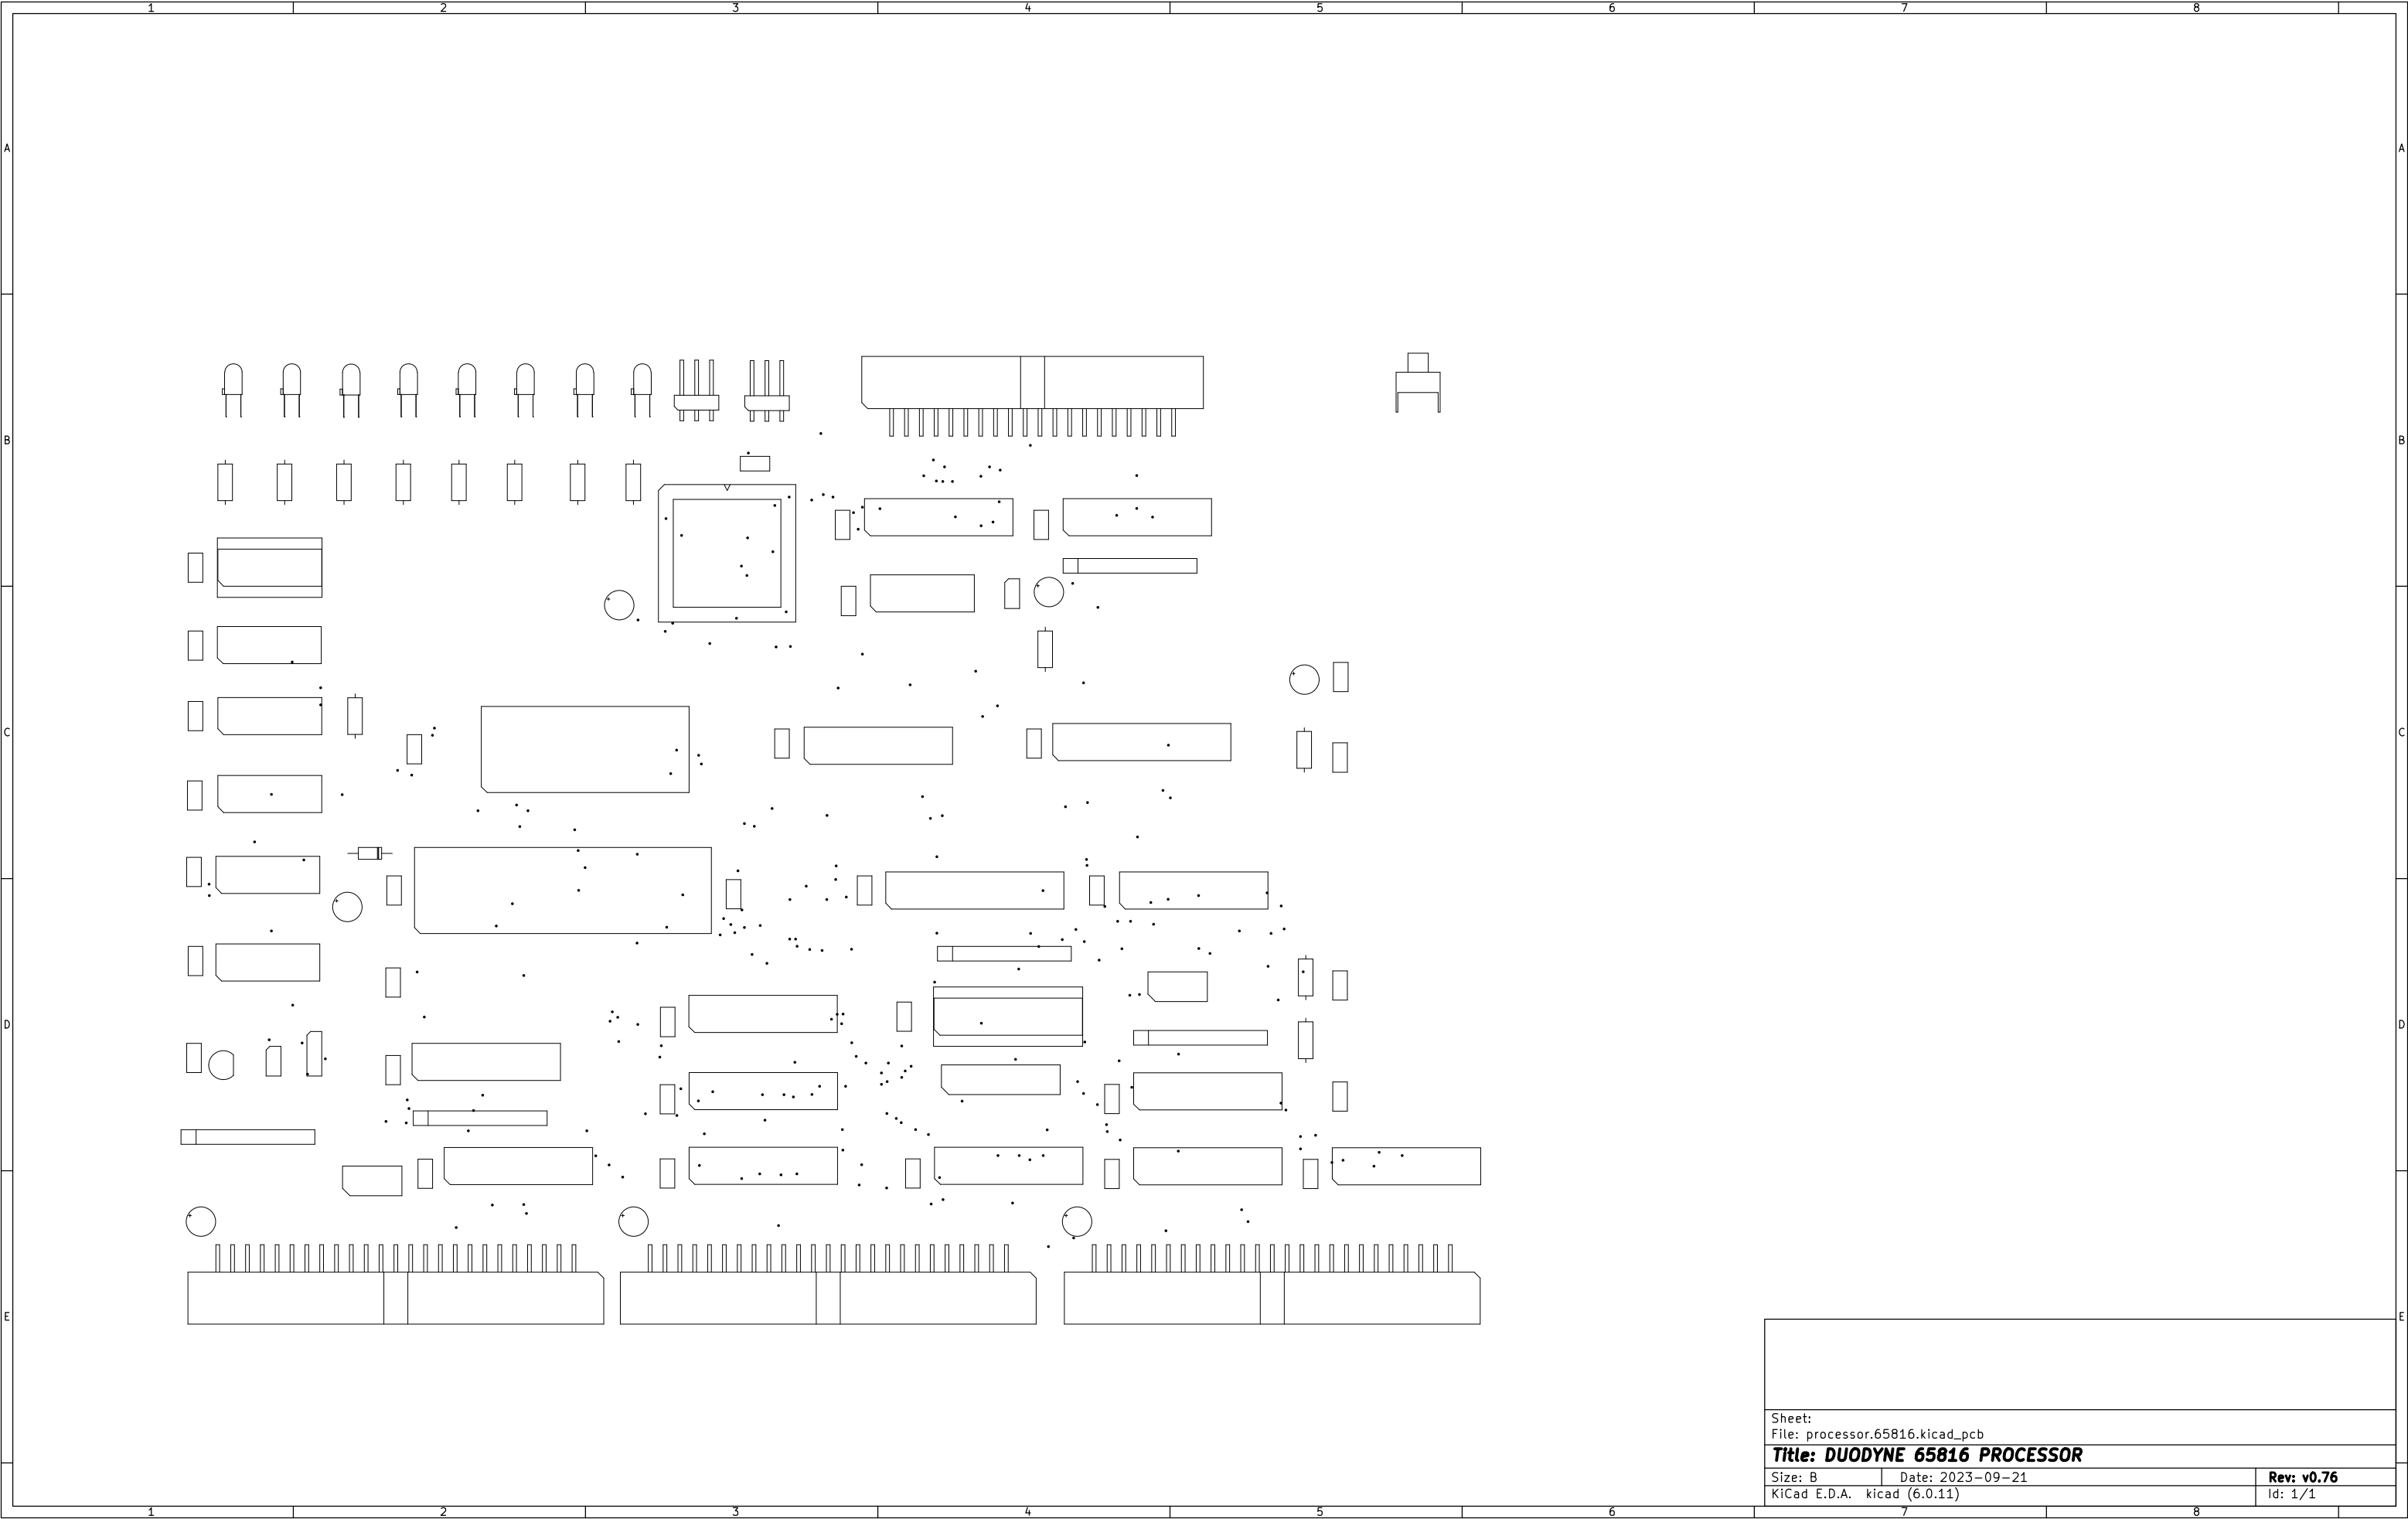 1 2 3 4 5 6 7 8
A A
B B
C C
D D
E E
Sheet:
File: processor.65816.kicad_pcb
Title: DUODYNE 65816 PROCESSOR
Size: B Date: 2023-09-21 Rev: v0.76
KiCad E.D.A. kicad (6.0.11) Id: 1/1
1 2 3 4 5 6 7 8